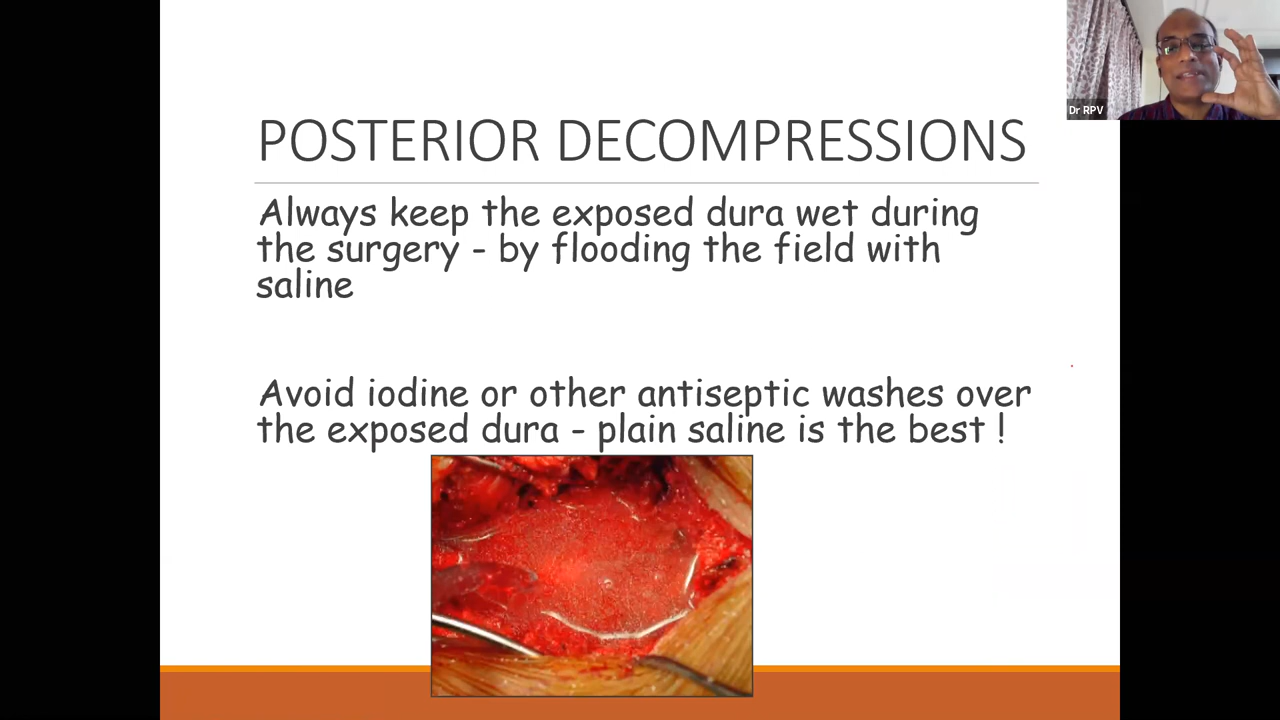 Dr RPV
POSTERIOR DECOMPRESSIONS
Always keep the exposed dura wet during
the surgery - by flooding the field with
saline
Avoid iodine or other antiseptic washes over
the exposed dura - plain saline is the best !